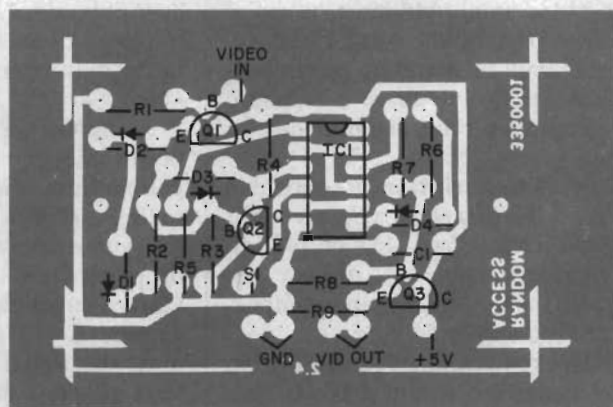 VIDEO
IN
B
R1
E
Q1
C
D2
IC1
R4
R7
R6
D3
C
Q2
B
E
D4
C1
R2
R5
R3
D1
S1
R8
B
E
Q3
C
R9
GND
VID OUT
+5V
2.4
3350001
ACCESS
RANDOM